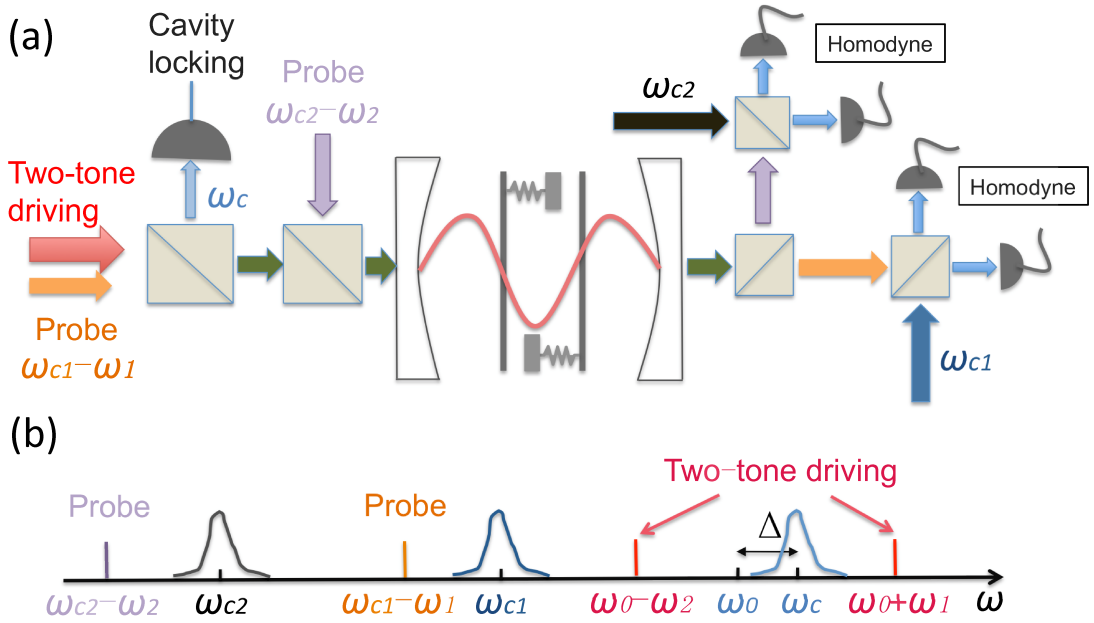 (a)
Cavity
locking
Probe
ωc2−ω2
Two-tone
driving
ωc
Probe
ωc1−ω1
ωc2
Homodyne
Homodyne
ωc1
(b)
Two-tone driving
Probe
Probe
Δ
ωc2−ω2
ωc2
ωc1−ω1
ωc1
ω0−ω2
ω0
ωc
ω0+ω1
ω